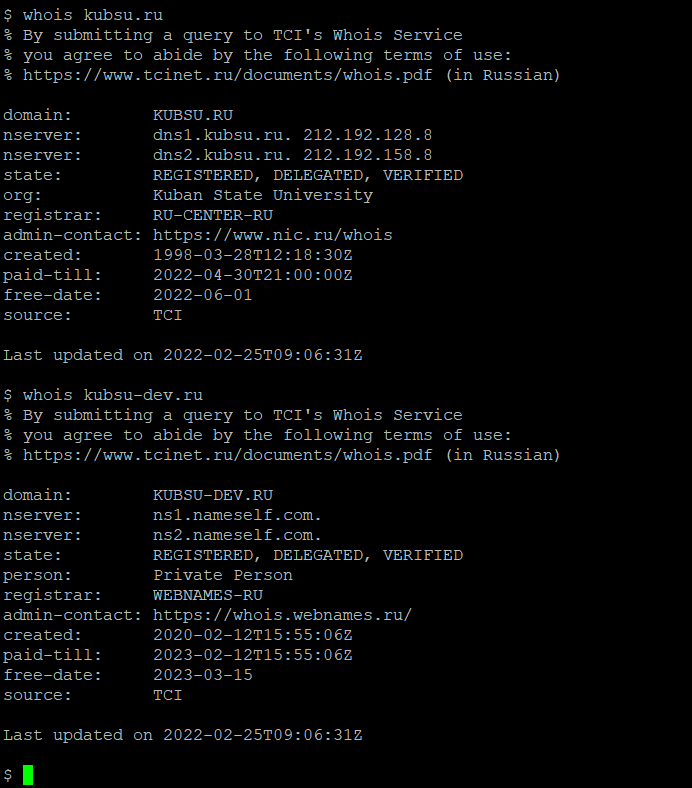 $ whois kubsu.ru
% By submitting a query to TCI's Whois Service
% you agree to abide by the following terms of use:
% https://www.tcinet.ru/documents/whois.pdf (in Russian)
domain:        KUBSU.RU
nserver:       dns1.kubsu.ru. 212.192.128.8
nserver:       dns2.kubsu.ru. 212.192.158.8
state:         REGISTERED, DELEGATED, VERIFIED
org:           Kuban State University
registrar:     RU-CENTER-RU
admin-contact: https://www.nic.ru/whois
created:       1998-03-28T12:18:30Z
paid-till:     2022-04-30T21:00:00Z
free-date:     2022-06-01
source:        TCI
Last updated on 2022-02-25T09:06:31Z
$ whois kubsu-dev.ru
% By submitting a query to TCI's Whois Service
% you agree to abide by the following terms of use:
% https://www.tcinet.ru/documents/whois.pdf (in Russian)
domain:        KUBSU-DEV.RU
nserver:       ns1.nameself.com.
nserver:       ns2.nameself.com.
state:         REGISTERED, DELEGATED, VERIFIED
person:        Private Person
registrar:     WEBNAMES-RU
admin-contact: https://whois.webnames.ru/
created:       2020-02-12T15:55:06Z
paid-till:     2023-02-12T15:55:06Z
free-date:     2023-03-15
source:        TCI
Last updated on 2022-02-25T09:06:31Z
$